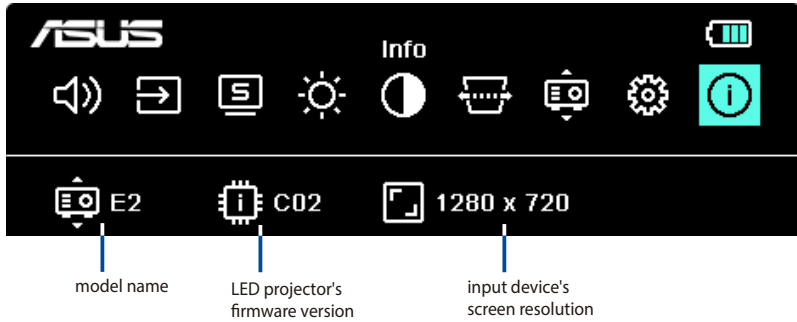 ASUS
Info
S
i
E2
i
C02
1280 x 720
model name
LED projector's
firmware version
input device's
screen resolution